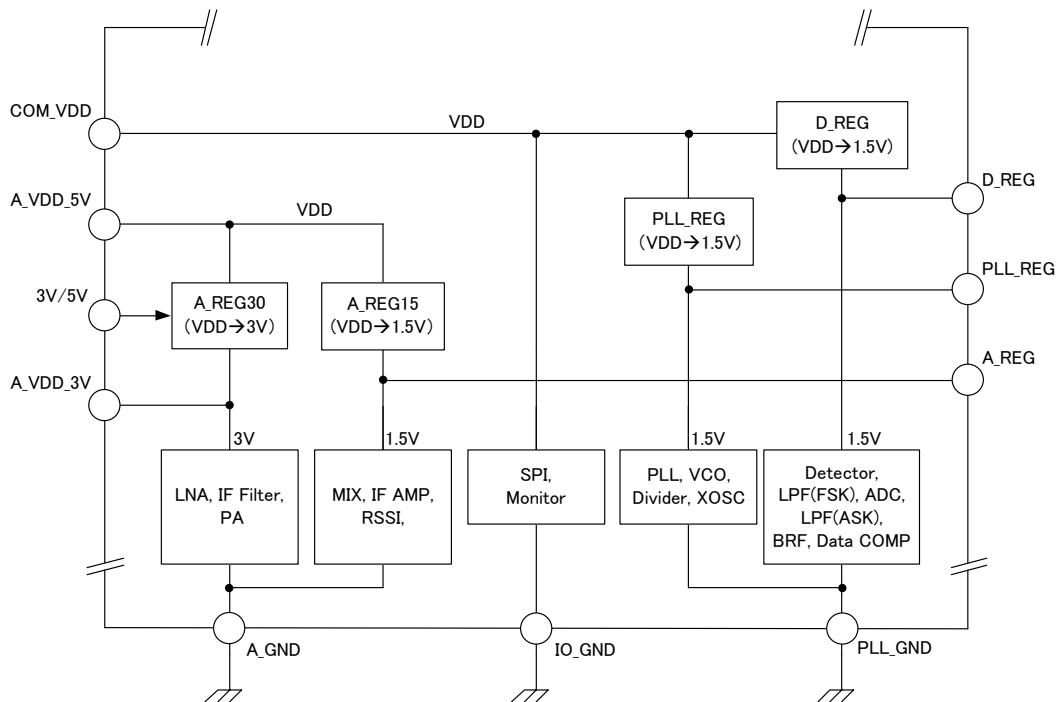 COM_VDD
VDD
D_REG
(VDD→1.5V)
D_REG
A_VDD_5V
VDD
PLL_REG
(VDD→1.5V)
PLL_REG
3V/5V
A_REG30
(VDD→3V)
A_REG15
(VDD→1.5V)
A_REG
A_VDD_3V
3V
1.5V
1.5V
1.5V
LNA, IF Filter,
PA
MIX, IF AMP,
RSSI,
SPI,
Monitor
PLL, VCO,
Divider, XOSC
Detector,
LPF(FSK), ADC,
LPF(ASK),
BRF, Data COMP
A_GND
IO_GND
PLL_GND